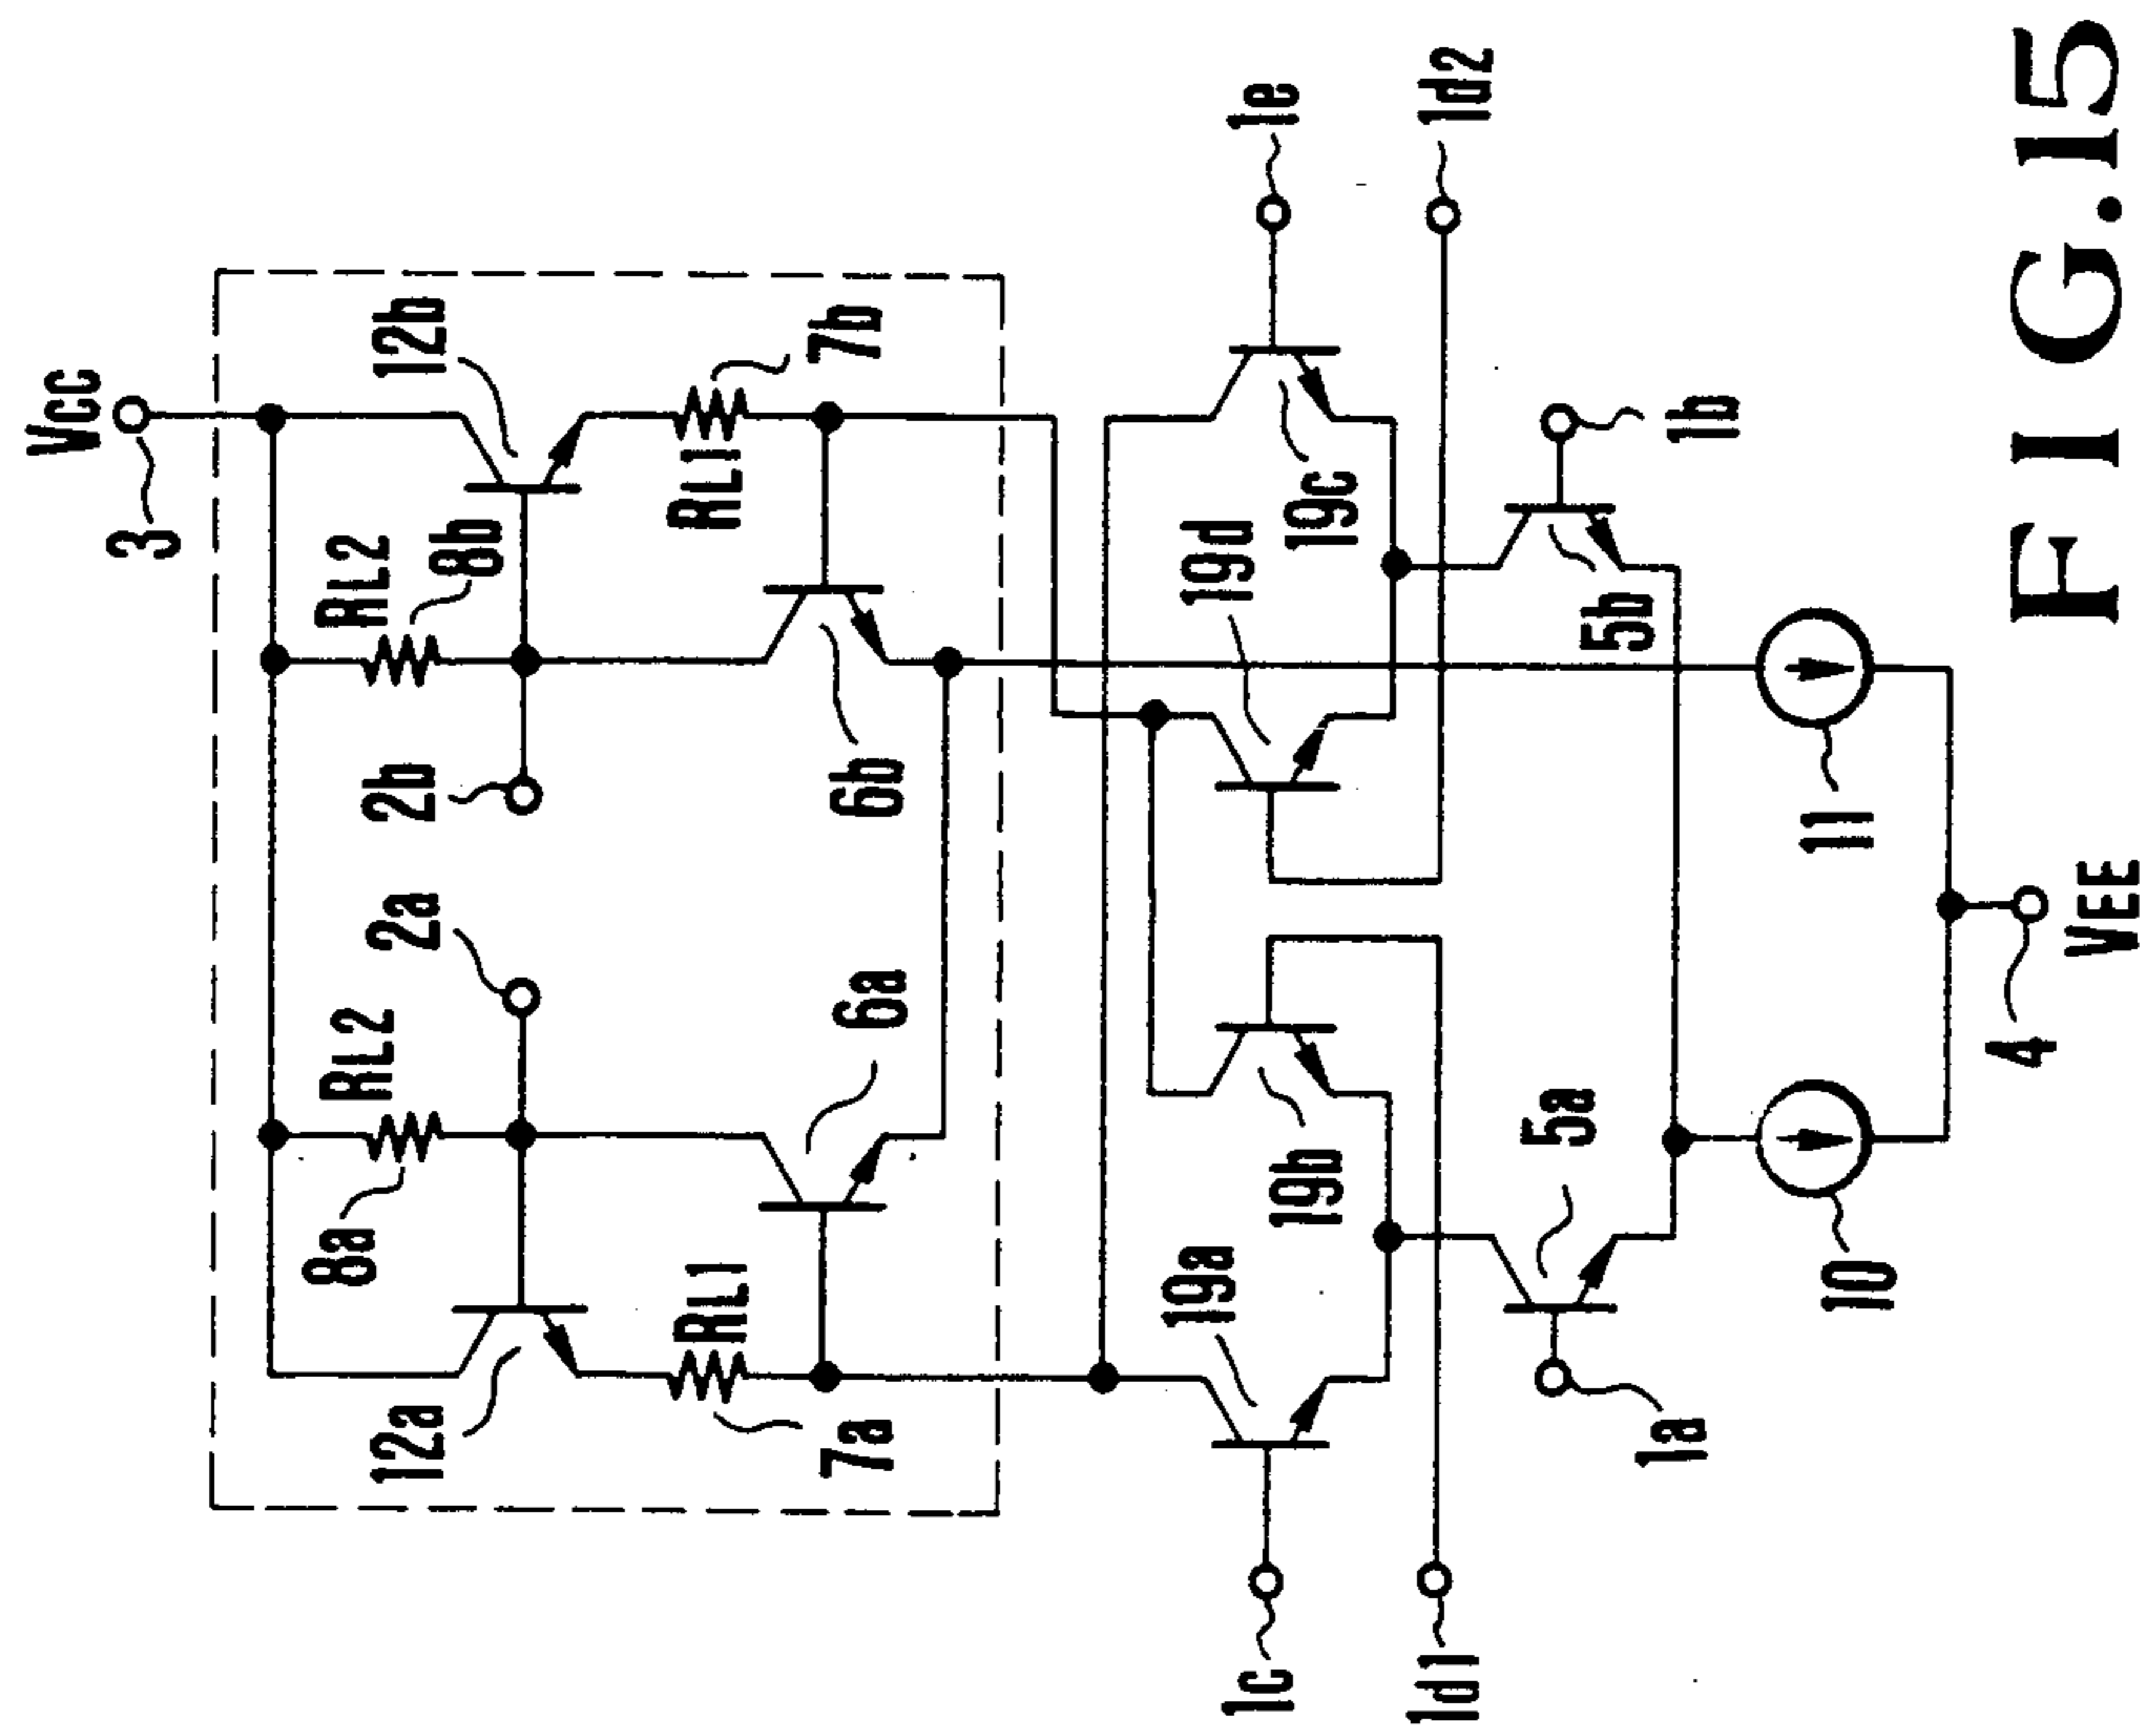 VCC
3
12b
RL2
8b
RL1
7b
2b
6b
2a
RL2
8a
6a
12a
RL1
7a
1e
1d2
19d
19c
5b
1b
19a
19b
5a
1c
1d1
1a
10
11
4
VEE
FIG.15